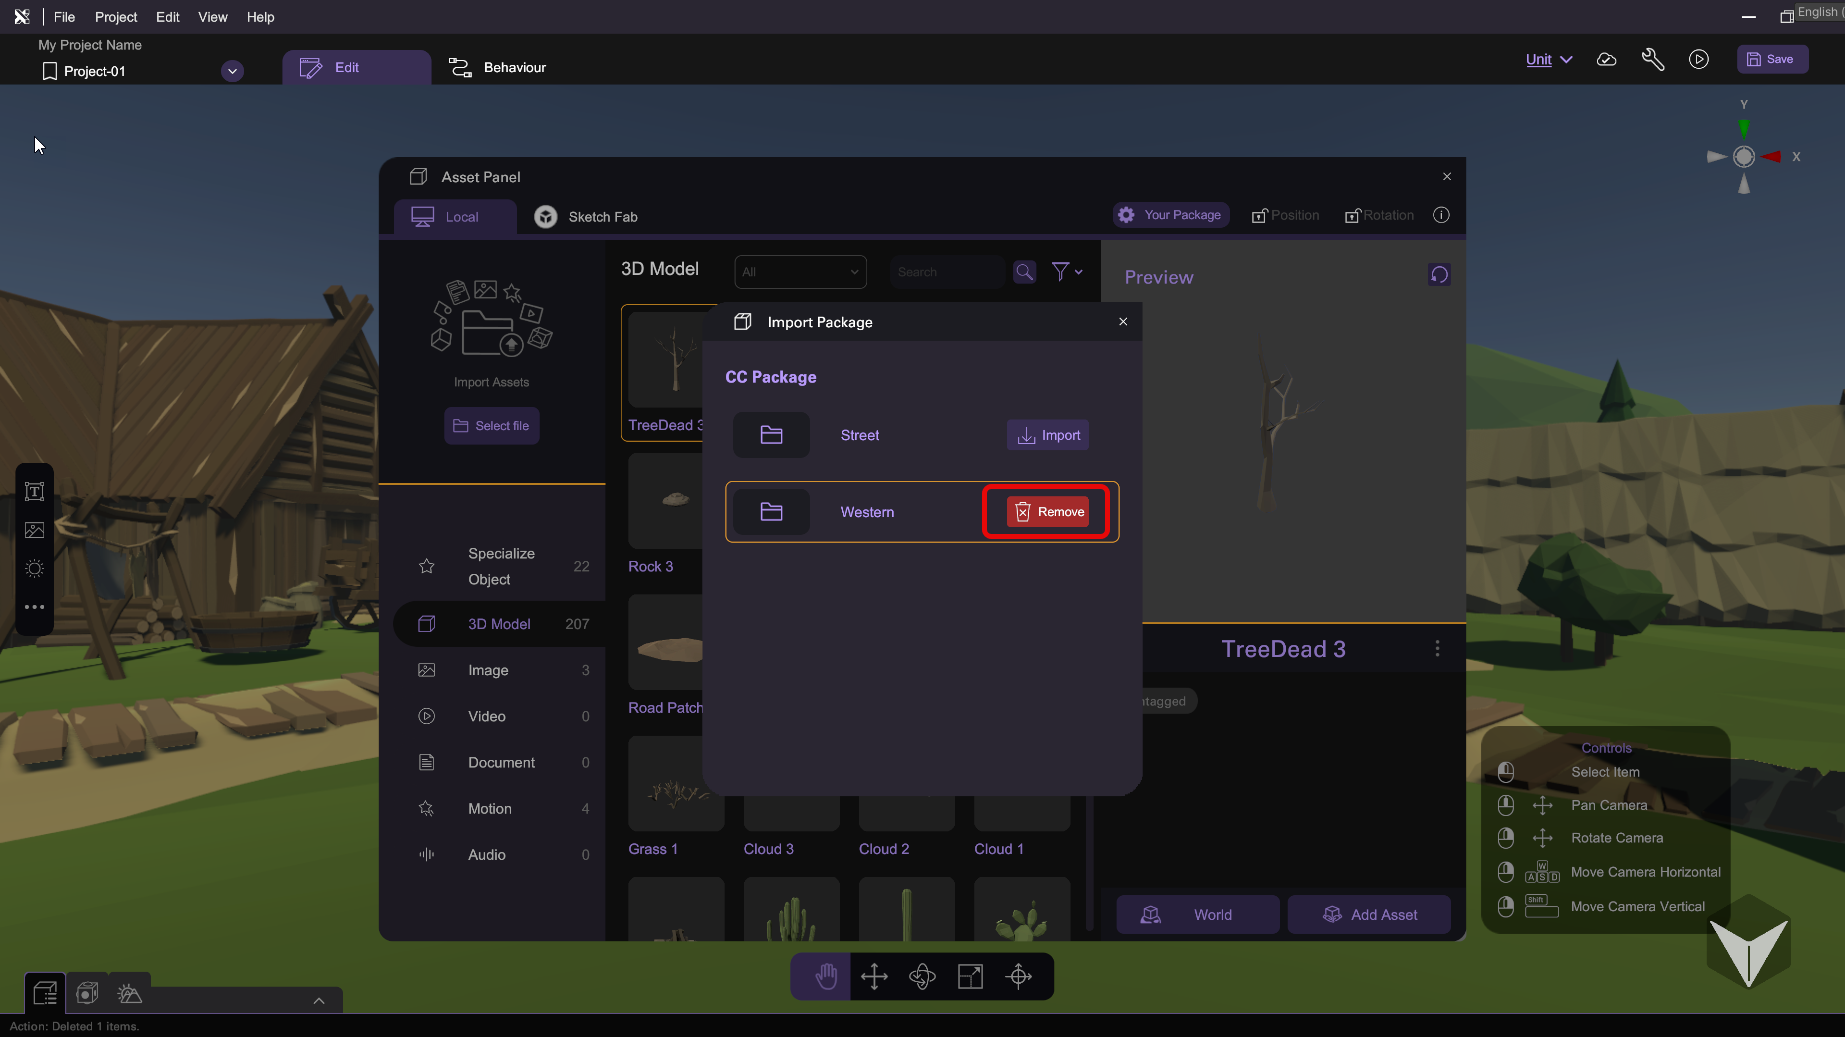 File Project Edit View Help
English (
My Project Name
Project-01
Edit
Behaviour
Unit
Save
Y
X
Asset Panel
Local
Sketch Fab
Your Package
Position
Rotation
Import Assets
Select file
3D Model
All
Search
Preview
Import Package
CC Package
Street
Import
Western
Remove
TreeDead 3
Rock 3
Road Patch
Grass 1
Cloud 3
Cloud 2
Cloud 1
Specialize
Object
22
3D Model 207
Image 3
Video 0
Document 0
Motion 4
Audio 0
TreeDead 3
ntagged
World
Add Asset
Controls
Select Item
Pan Camera
Rotate Camera
W
A S D
Move Camera Horizontal
Shift
Move Camera Vertical
Action: Deleted 1 items.